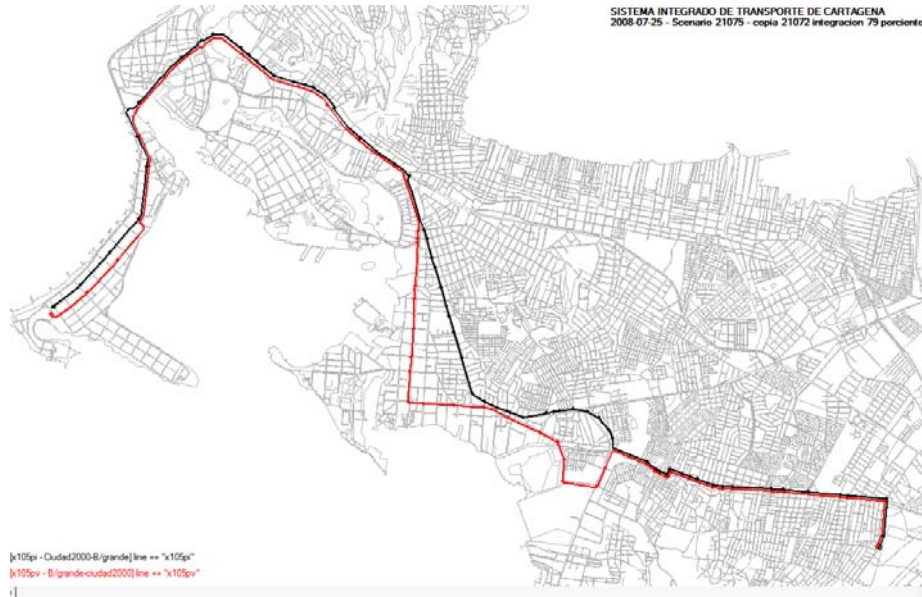 SISTEMA INTEGRADO DE TRANSPORTE DE CARTAGENA
2008-07-25 - Scenario 21075 - copia 21072 integracion 79 porciento
[x105pi - Ciudad2000-B/grande] line == "x105pi"
[x105pv - B/grande-ciudad2000] line == "x105pv"